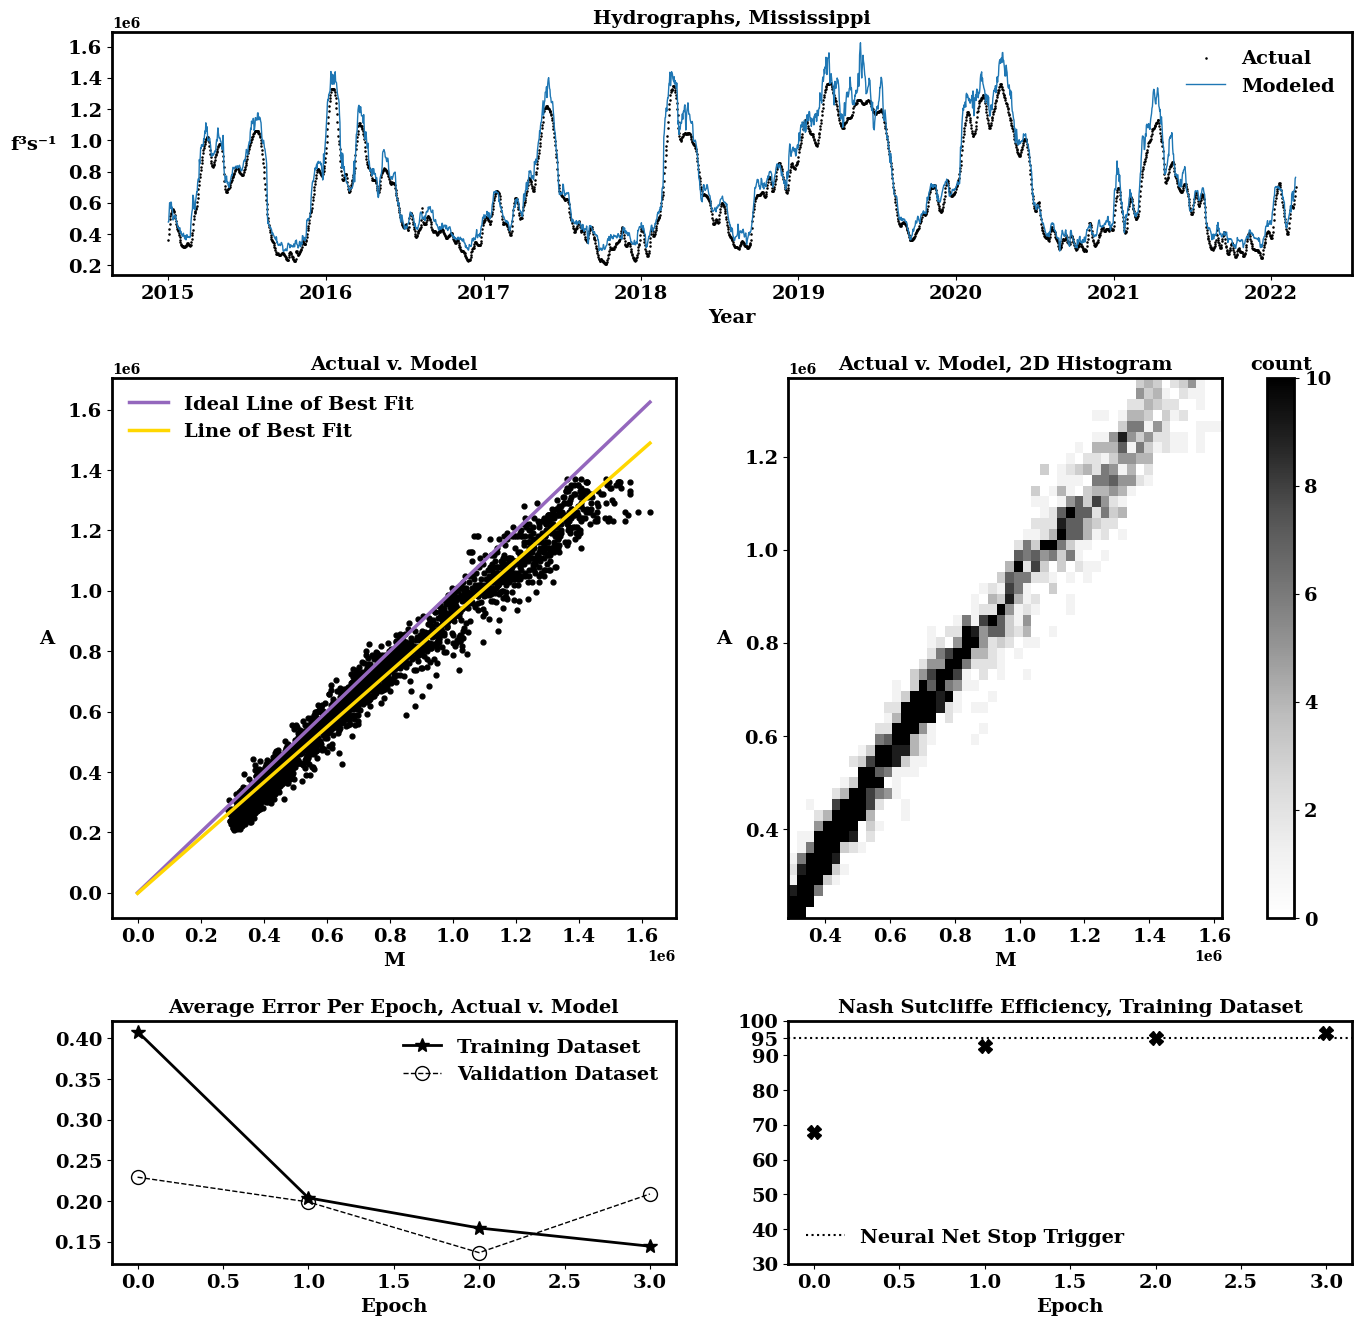 Hydrographs, Mississippi
1e6
1.6
1.4
1.2
1.0
0.8
0.6
0.4
0.2
f³s⁻¹
Actual
Modeled
2015 2016 2017 2018 2019 2020 2021 2022
Year
Actual v. Model
1e6
Ideal Line of Best Fit
Line of Best Fit
1.6
1.4
1.2
1.0
0.8
0.6
0.4
0.2
0.0
A
0.0 0.2 0.4 0.6 0.8 1.0 1.2 1.4 1.6
M
1e6
Actual v. Model, 2D Histogram
1e6
1.2
1.0
0.8
0.6
0.4
A
0.4 0.6 0.8 1.0 1.2 1.4 1.6
M
1e6
count
10
8
6
4
2
0
Average Error Per Epoch, Actual v. Model
0.40
0.35
0.30
0.25
0.20
0.15
Training Dataset
Validation Dataset
0.0 0.5 1.0 1.5 2.0 2.5 3.0
Epoch
Nash Sutcliffe Efficiency, Training Dataset
100
95
90
80
70
60
50
40
30
Neural Net Stop Trigger
0.0 0.5 1.0 1.5 2.0 2.5 3.0
Epoch